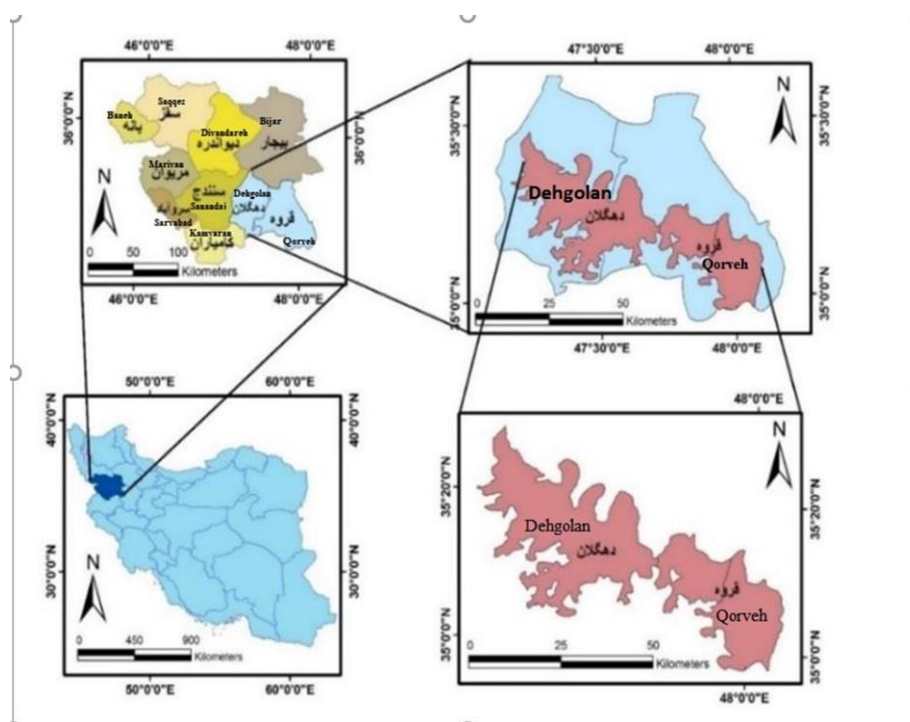 46°0'0"E 48°0'0"E
36°0'0"N
36°0'0"N
Saqqez
سقز
Baneh
بانه
Bijar
بیجار
Divandareh
دیواندره
Marivan
مریوان
سنندج
Sanandaj
Dehgolan
دهگلان
قروه
Qorveh
سروآباد
Sarvabad
Kamyaran
کامیاران
N
0 50 100
Kilometers
46°0'0"E 48°0'0"E
47°30'0"E 48°0'0"E
35°30'0"N
35°30'0"N
N
Dehgolan
دهگلان
قروه
Qorveh
0 25 50
Kilometers
35°0'0"N
35°0'0"N
47°30'0"E 48°0'0"E
50°0'0"E 60°0'0"E
40°0'0"N
40°0'0"N
30°0'0"N
30°0'0"N
N
0 450 900
Kilometers
50°0'0"E 60°0'0"E
48°0'0"E
N
35°20'0"N
35°20'0"N
Dehgolan
دهگلان
قروه
Qorveh
35°0'0"N
35°0'0"N
0 25 50
Kilometers
48°0'0"E